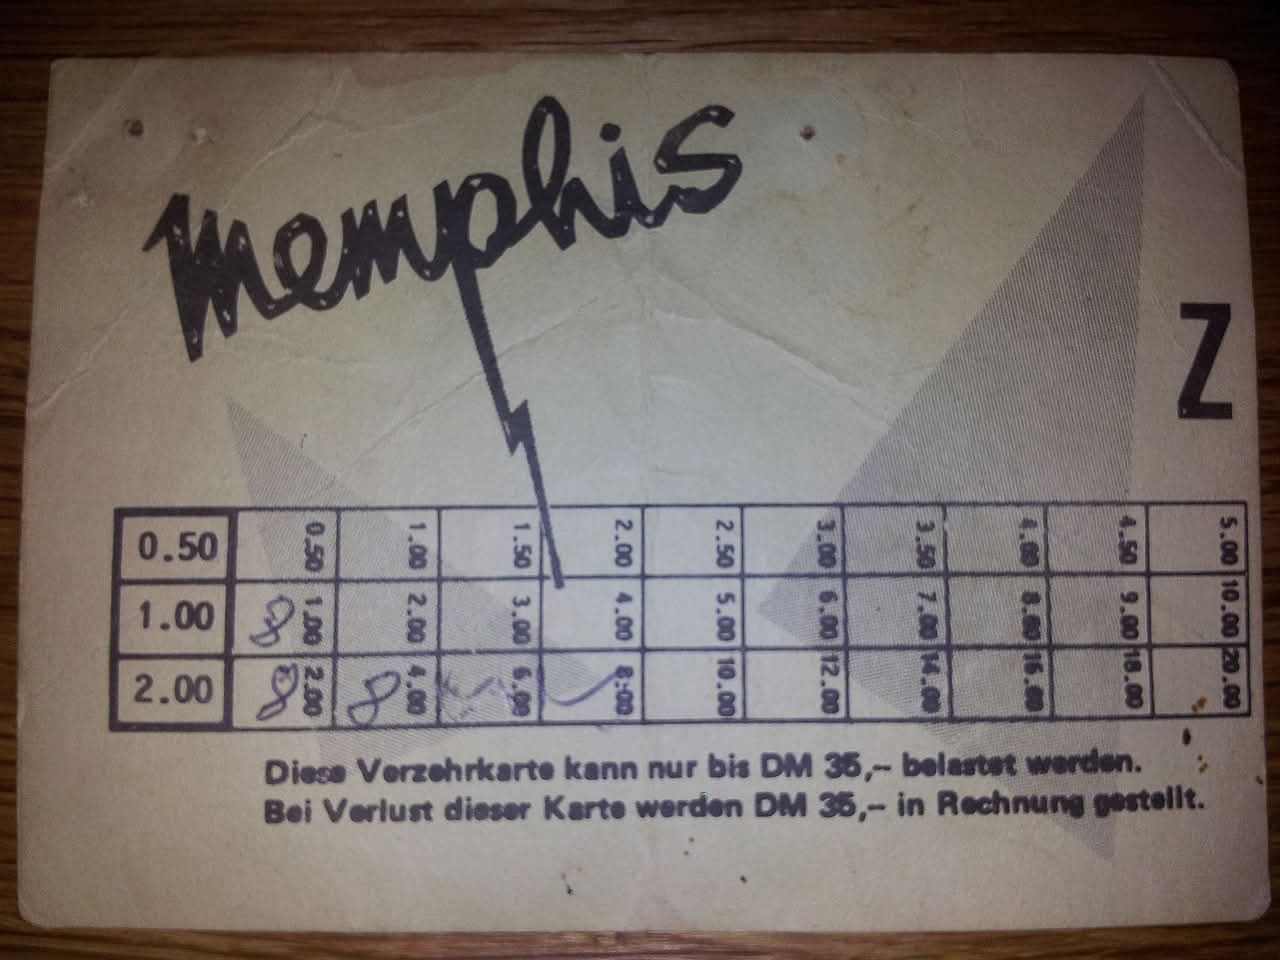 Memphis
Z
0.50 0.50 1.00 1.50 2.00 2.50 3.00 3.50 4.00 4.50 5.00
1.00 1.00 2.00 3.00 4.00 5.00 6.00 7.00 8.00 9.00 10.00
2.00 2.00 4.00 6.00 8.00 10.00 12.00 14.00 16.00 18.00 20.00
Diese Verzehrkarte kann nur bis DM 35,– belastet werden.
Bei Verlust dieser Karte werden DM 35,– in Rechnung gestellt.